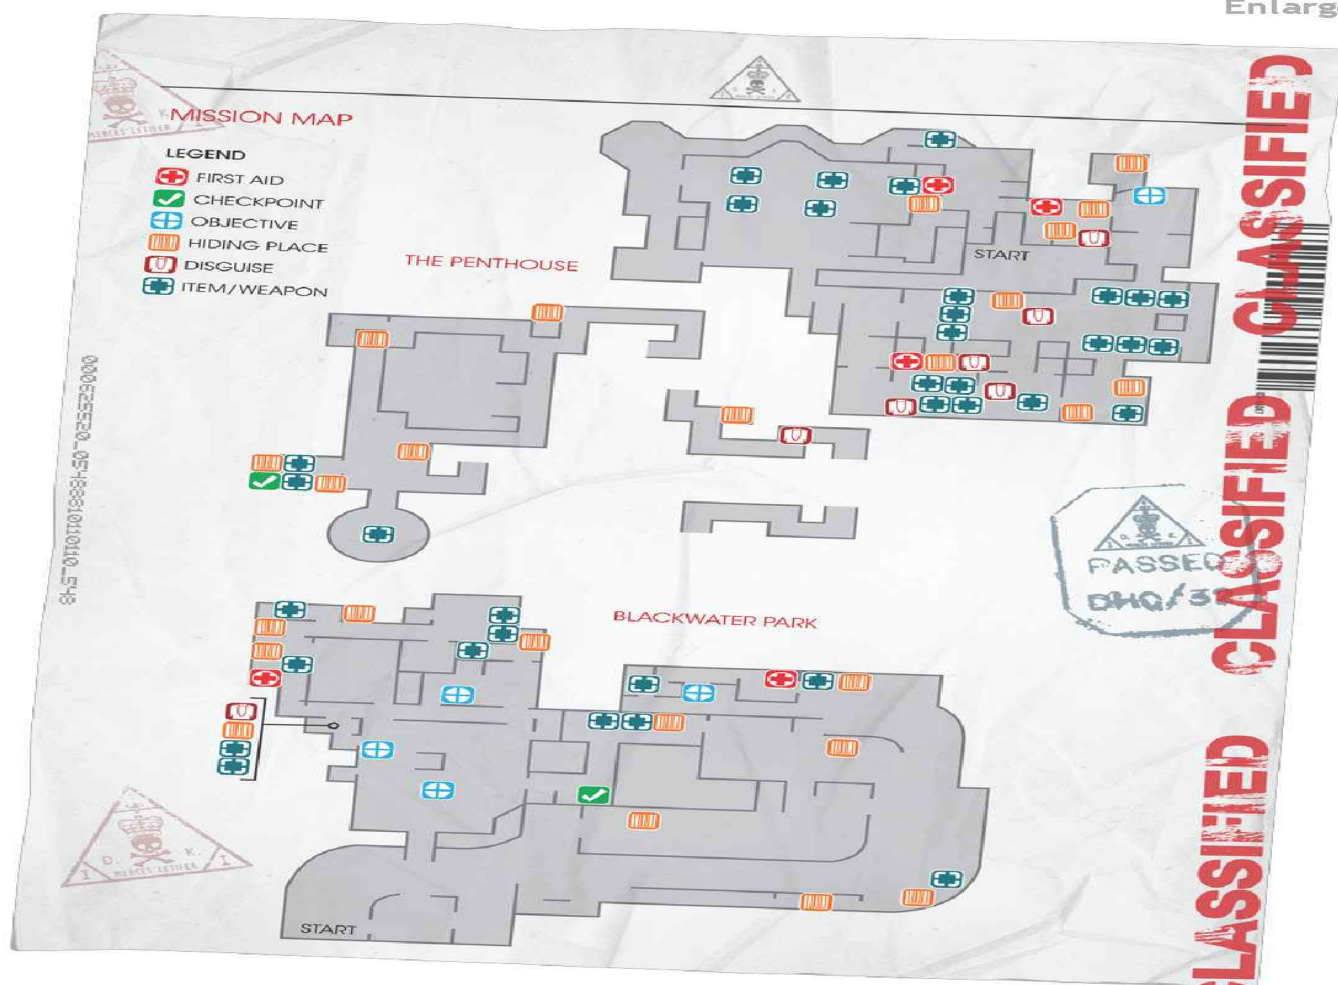 Enlarg
MISSION MAP
LEGEND
FIRST AID
CHECKPOINT
OBJECTIVE
HIDING PLACE
DISGUISE
ITEM/WEAPON
THE PENTHOUSE
START
BLACKWATER PARK
START
CLASSIFIED
CLASSIFIED
CLASSIFIED
PASSED
D. K.
I I